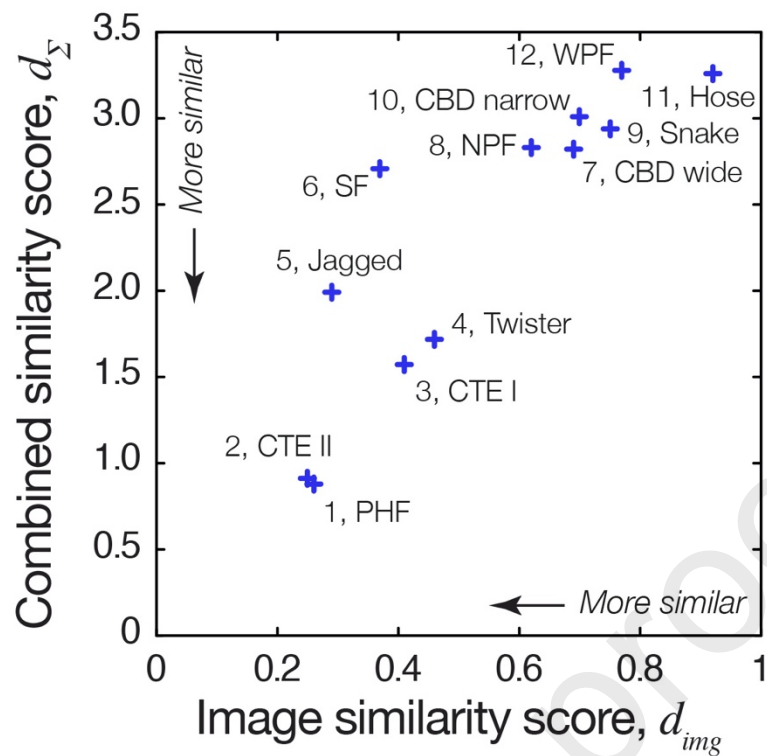 Combined similarity score, d_Σ
3.5
3.0
2.5
2.0
1.5
1.0
0.5
0
More similar
12, WPF
11, Hose
10, CBD narrow
9, Snake
8, NPF
7, CBD wide
6, SF
5, Jagged
4, Twister
3, CTE I
2, CTE II
1, PHF
More similar
0 0.2 0.4 0.6 0.8 1
Image similarity score, d_img